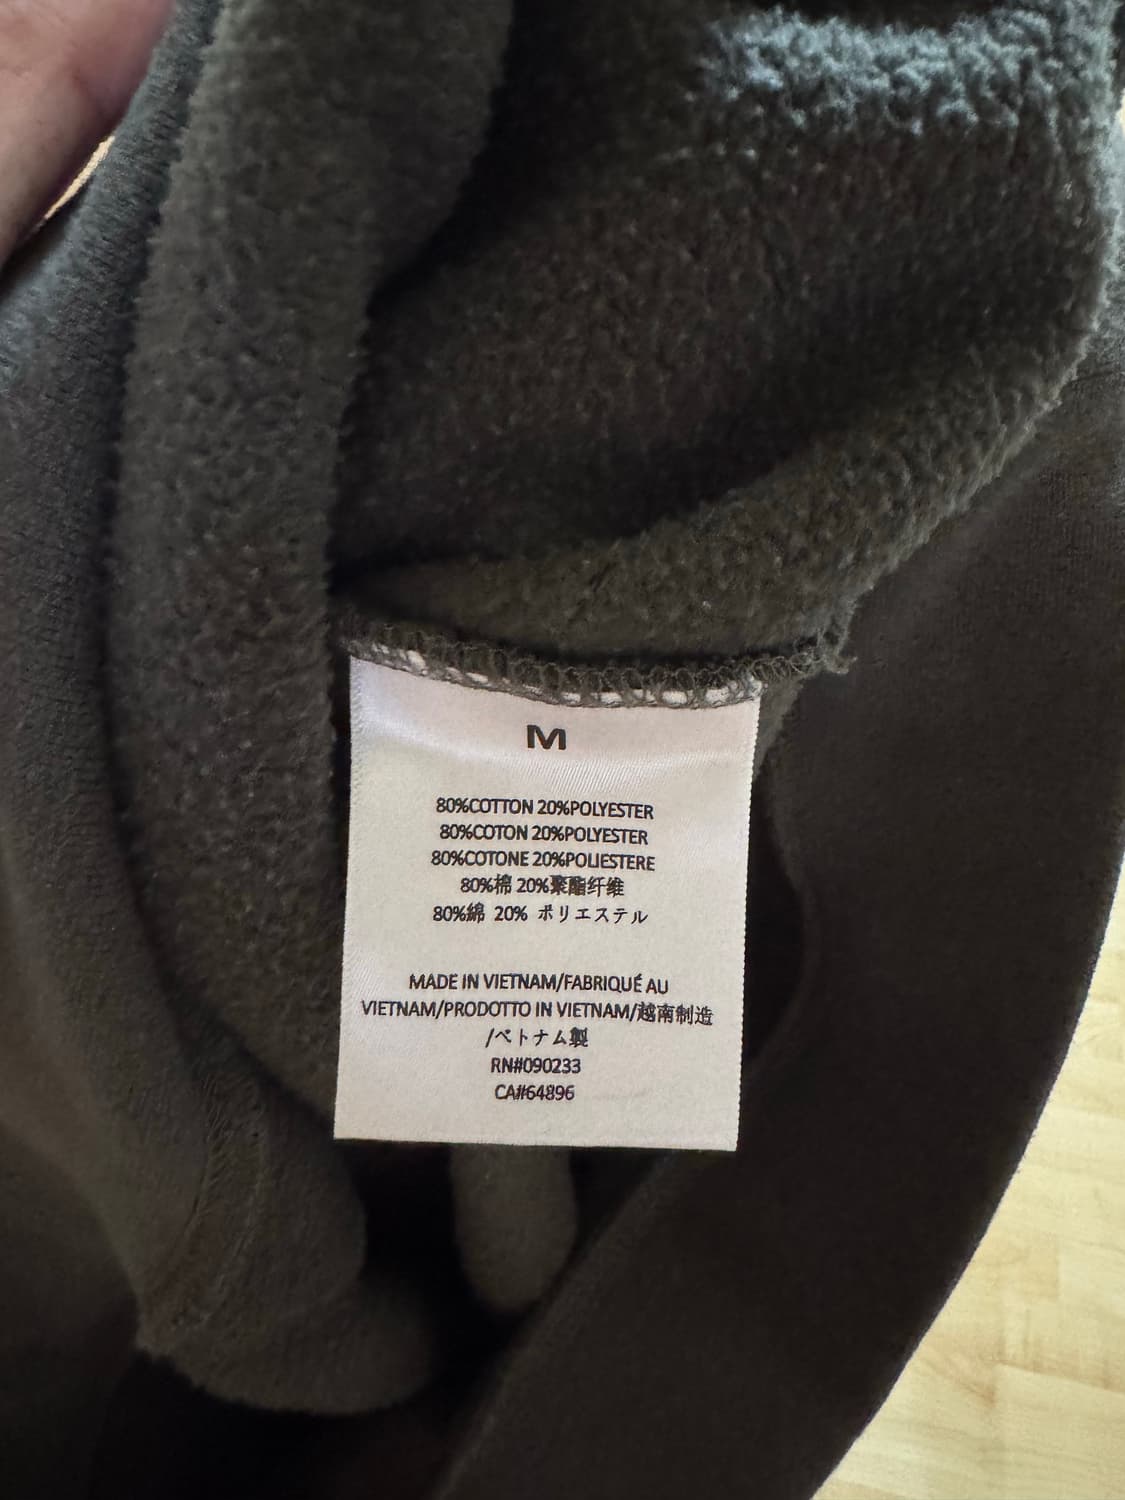 M
80%COTTON 20%POLYESTER
80%COTON 20%POLYESTER
80%COTONE 20%POLIESTERE
80%棉 20%聚酯纤维
80%綿 20% ポリエステル
MADE IN VIETNAM/FABRIQUÉ AU
VIETNAM/PRODOTTO IN VIETNAM/越南制造
/ベトナム製
RN#090233
CA#64896